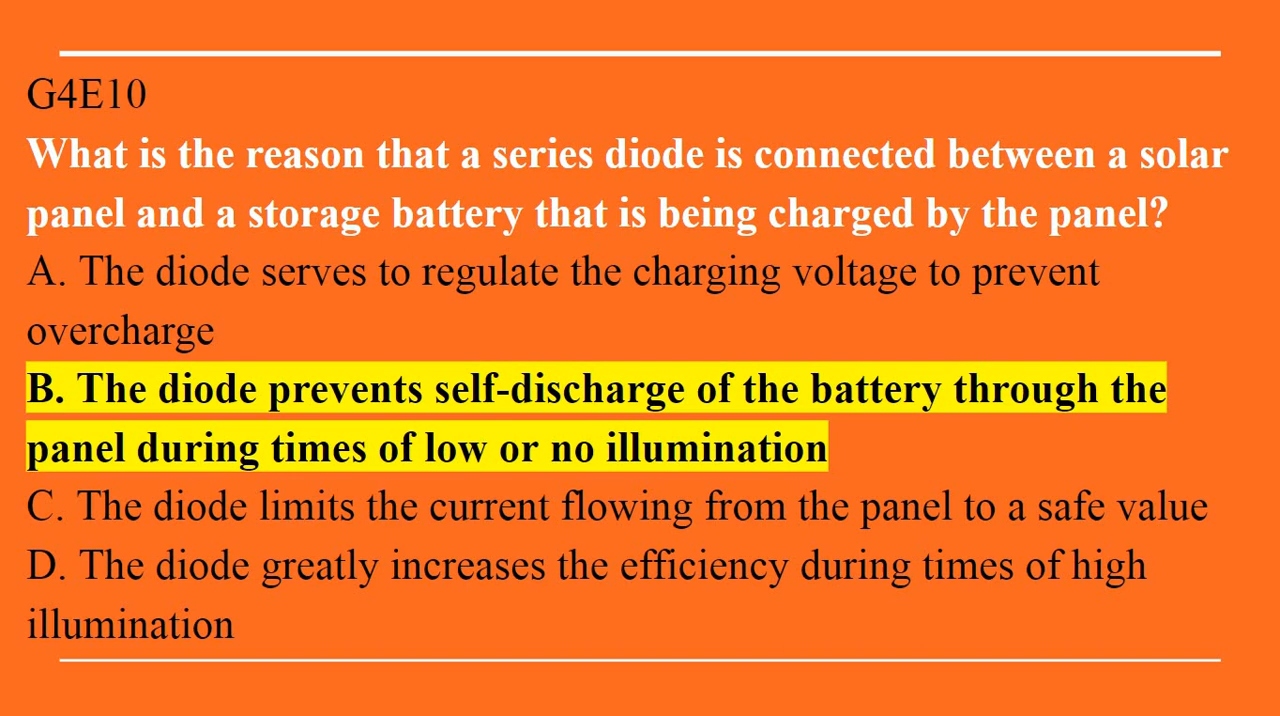 G4E10
What is the reason that a series diode is connected between a solar
panel and a storage battery that is being charged by the panel?
A. The diode serves to regulate the charging voltage to prevent
overcharge
B. The diode prevents self-discharge of the battery through the
panel during times of low or no illumination
C. The diode limits the current flowing from the panel to a safe value
D. The diode greatly increases the efficiency during times of high
illumination